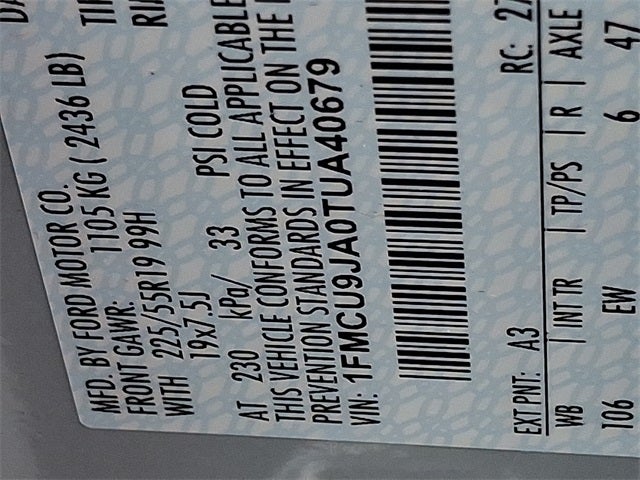 MFD. BY FORD MOTOR CO.
FRONT GAWR: 1105 KG ( 2436 LB)
WITH 225/55R19 99H
19x7.5J
AT 230 kPa/ 33 PSI COLD
THIS VEHICLE CONFORMS TO ALL APPLICABLE
PREVENTION STANDARDS IN EFFECT ON THE
VIN: 1FMCU9JA0TUA40679
EXT PNT: A3 RC: 27
WB | INT TR | TP/PS | R | AXLE
106 EW 6 47